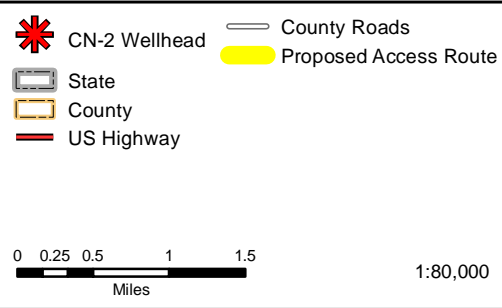 CN-2 Wellhead
State
County
US Highway
County Roads
Proposed Access Route
0 0.25 0.5 1 1.5
Miles
1:80,000